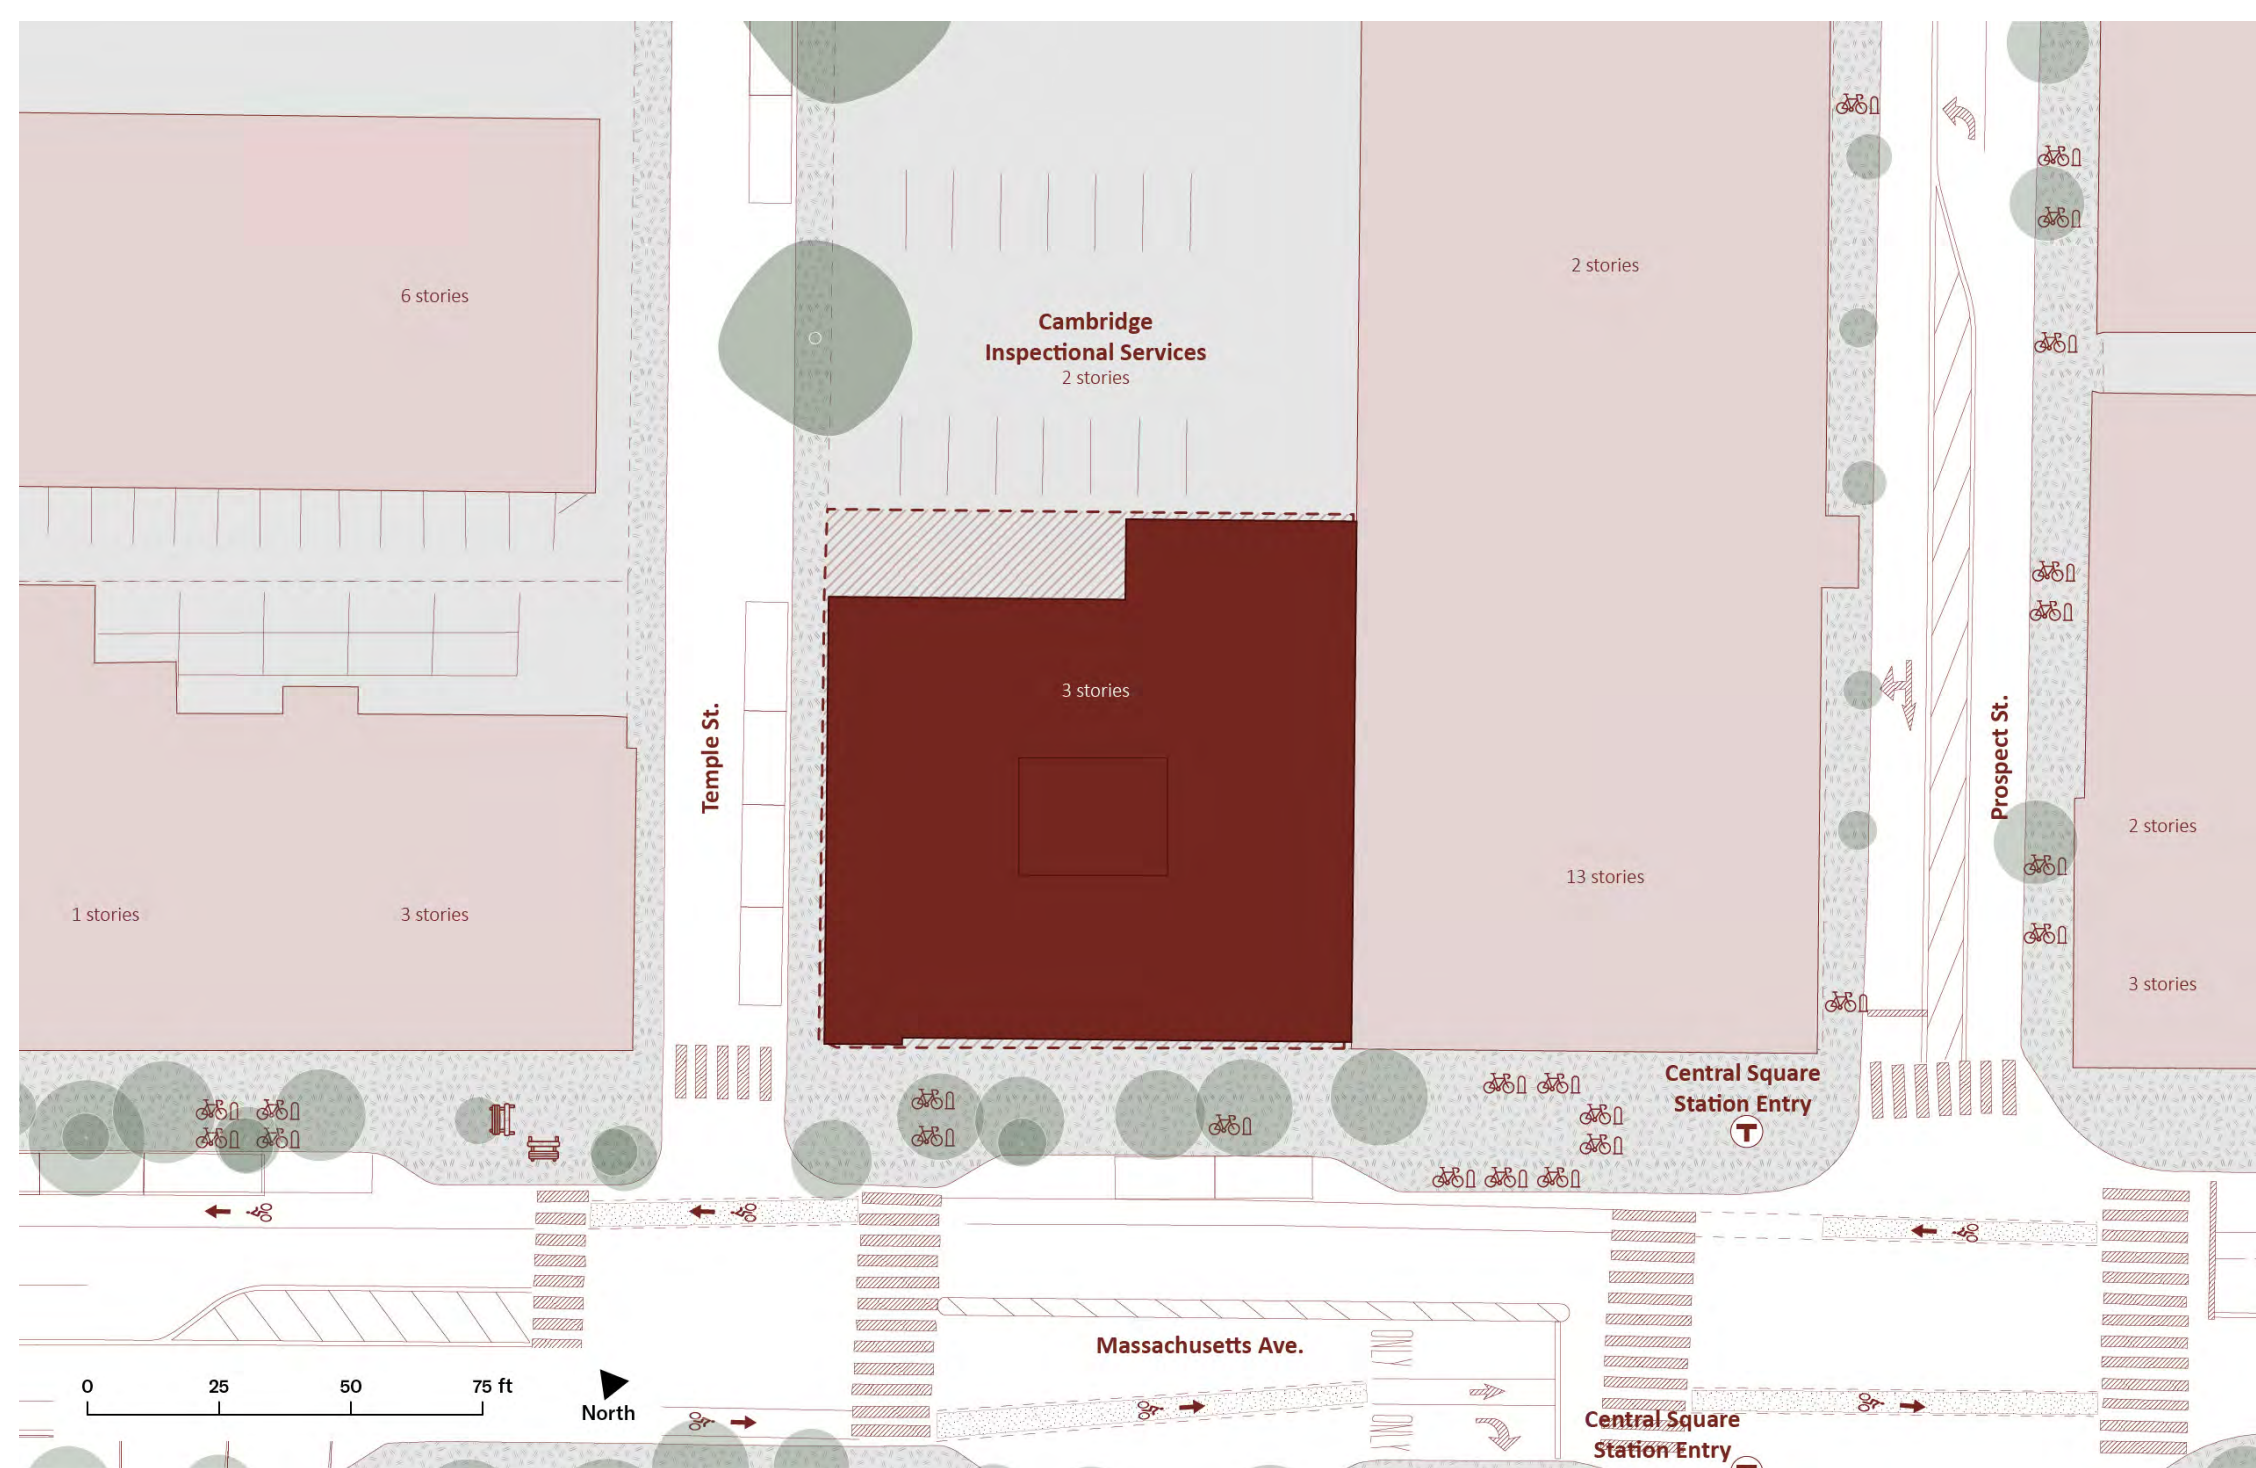 6 stories
2 stories
Cambridge
Inspectional Services
2 stories
3 stories
Temple St.
Prospect St.
2 stories
13 stories
1 stories
3 stories
3 stories
Central Square
Station Entry
T
Massachusetts Ave.
0 25 50 75 ft
North
Central Square
Station Entry